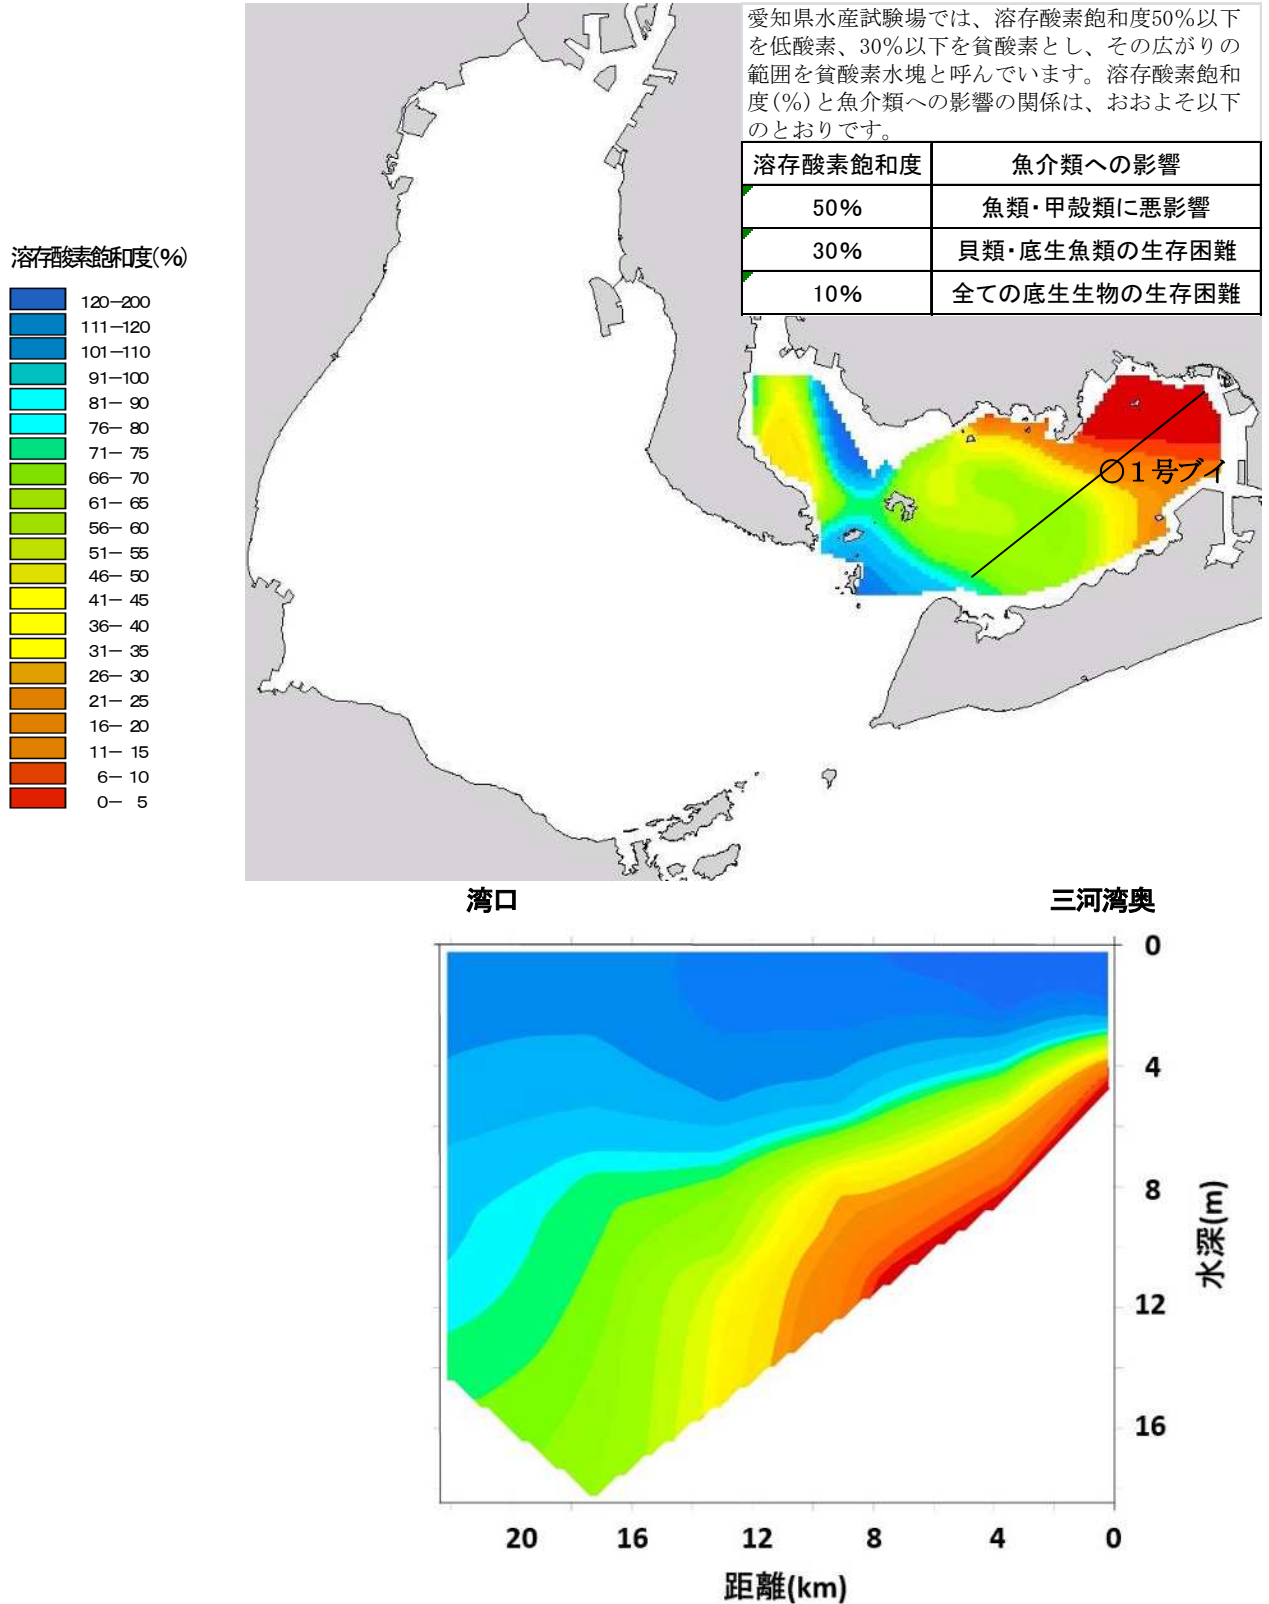 愛知県水産試験場では、溶存酸素飽和度50%以下
を低酸素、30%以下を貧酸素とし、その広がりの
範囲を貧酸素水塊と呼んでいます。溶存酸素飽和
度(%)と魚介類への影響の関係は、おおよそ以下
のとおりです。
溶存酸素飽和度 魚介類への影響
50% 魚類・甲殻類に悪影響
30% 貝類・底生魚類の生存困難
10% 全ての底生生物の生存困難
溶存酸素飽和度(%)
120-200
111-120
101-110
91-100
81- 90
76- 80
71- 75
66- 70
61- 65
56- 60
51- 55
46- 50
41- 45
36- 40
31- 35
26- 30
21- 25
16- 20
11- 15
6- 10
0- 5
○1号ブイ
湾口 三河湾奥
0
4
8
12
16
水深(m)
20 16 12 8 4 0
距離(km)